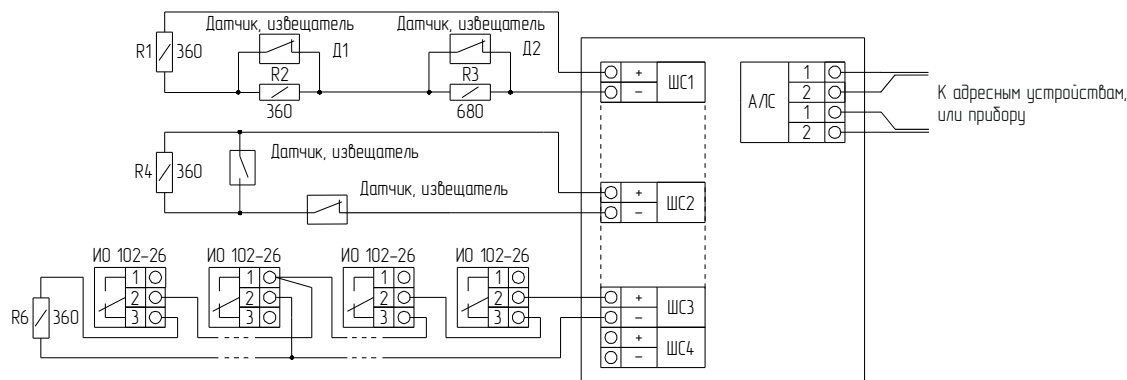 Датчик, извещатель
Датчик, извещатель
R1
360
Д1
Д2
R2
R3
360
680
+
–
ШС1
АЛС
1
2
1
2
К адресным устройствам,
или прибору
Датчик, извещатель
R4
360
Датчик, извещатель
+
–
ШС2
ИО 102–26
ИО 102–26
ИО 102–26
ИО 102–26
1
2
3
1
2
3
1
2
3
1
2
3
R6
360
+
–
ШС3
+
–
ШС4